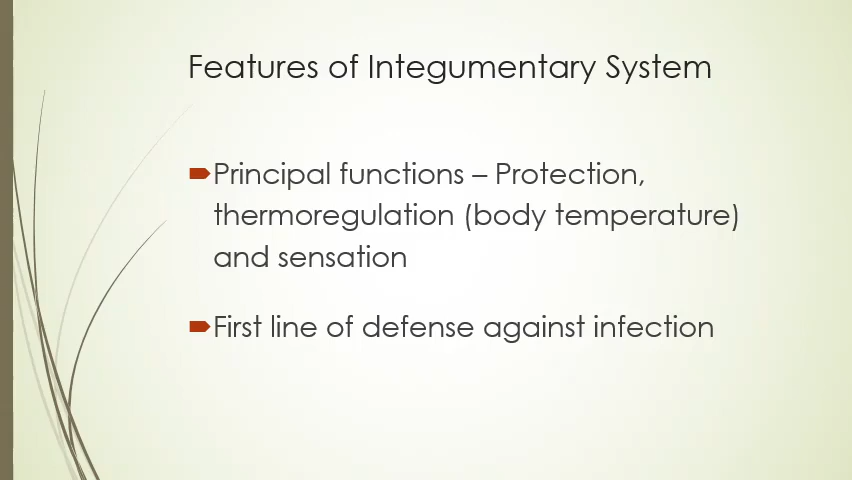 Features of Integumentary System
Principal functions – Protection,
thermoregulation (body temperature)
and sensation
First line of defense against infection